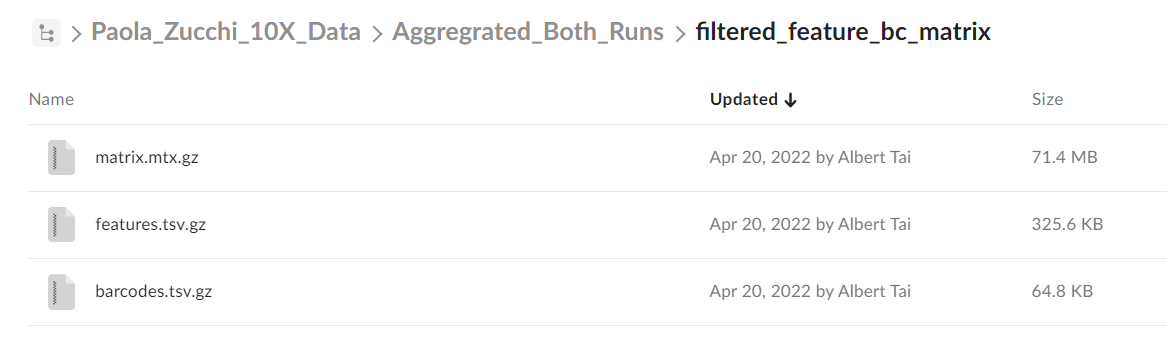 Paola_Zucchi_10X_Data > Aggregrated_Both_Runs > filtered_feature_bc_matrix
Name Updated ↓ Size
matrix.mtx.gz Apr 20, 2022 by Albert Tai 71.4 MB
features.tsv.gz Apr 20, 2022 by Albert Tai 325.6 KB
barcodes.tsv.gz Apr 20, 2022 by Albert Tai 64.8 KB